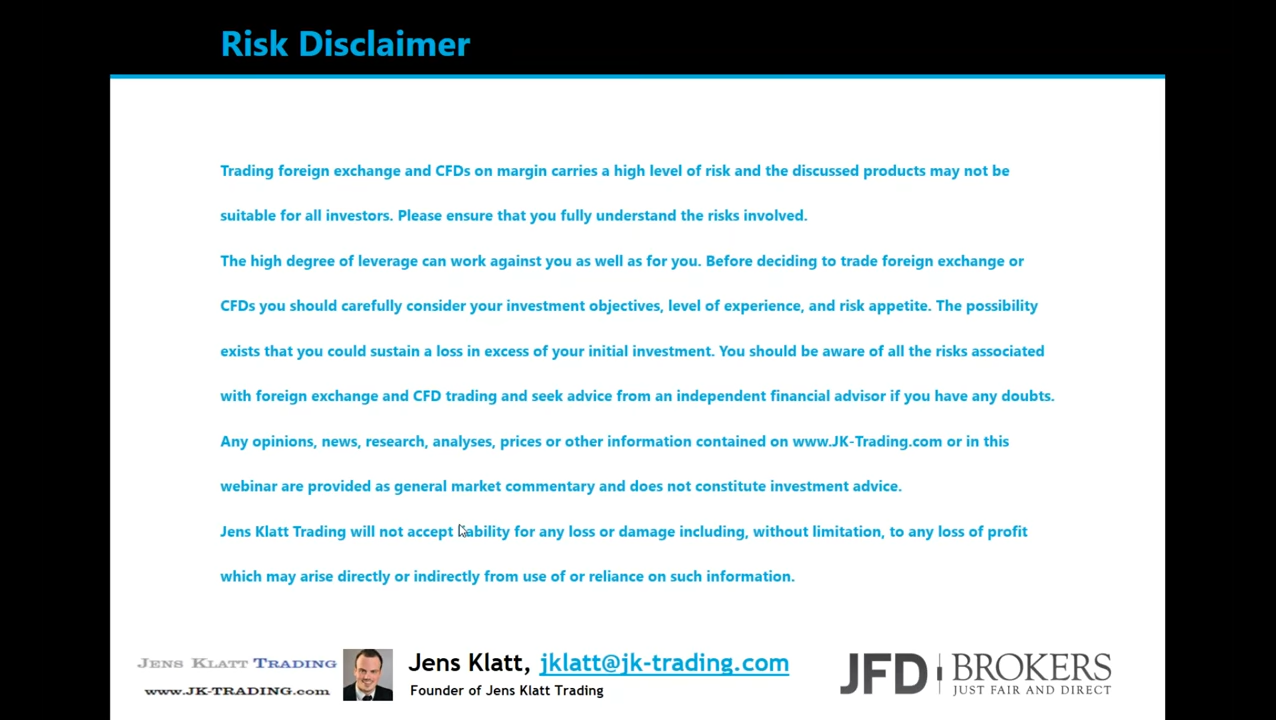 Risk Disclaimer
Trading foreign exchange and CFDs on margin carries a high level of risk and the discussed products may not be
suitable for all investors. Please ensure that you fully understand the risks involved.
The high degree of leverage can work against you as well as for you. Before deciding to trade foreign exchange or
CFDs you should carefully consider your investment objectives, level of experience, and risk appetite. The possibility
exists that you could sustain a loss in excess of your initial investment. You should be aware of all the risks associated
with foreign exchange and CFD trading and seek advice from an independent financial advisor if you have any doubts.
Any opinions, news, research, analyses, prices or other information contained on www.JK-Trading.com or in this
webinar are provided as general market commentary and does not constitute investment advice.
Jens Klatt Trading will not accept liability for any loss or damage including, without limitation, to any loss of profit
which may arise directly or indirectly from use of or reliance on such information.
JENS KLATT TRADING
www.JK-TRADING.com
Jens Klatt, jklatt@jk-trading.com
Founder of Jens Klatt Trading
JFD BROKERS
JUST FAIR AND DIRECT